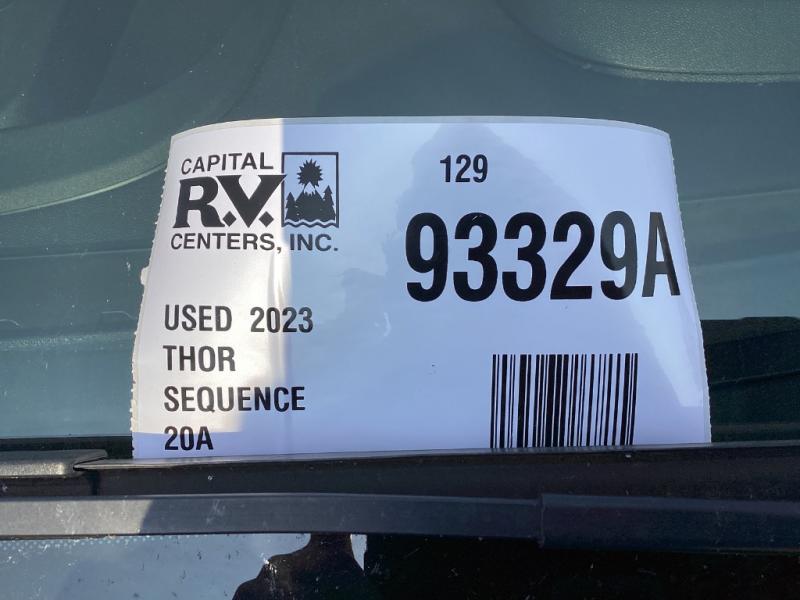 CAPITAL
R.V.
CENTERS, INC.
129
93329A
USED 2023
THOR
SEQUENCE
20A